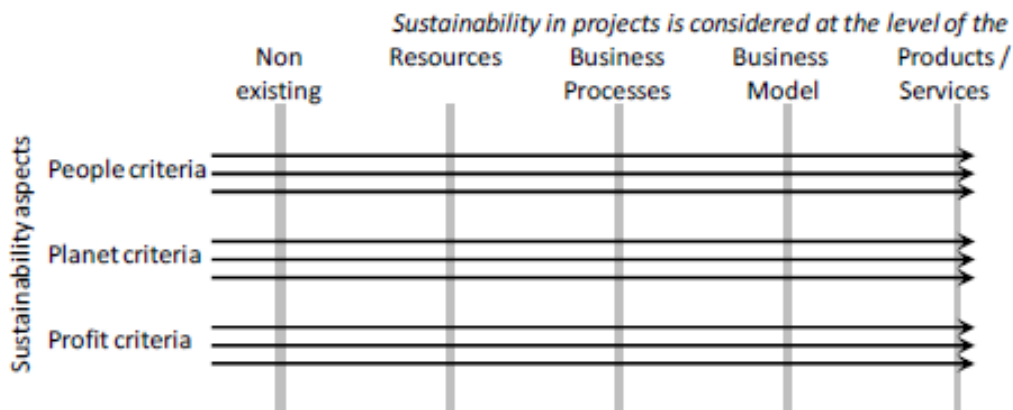 Sustainability in projects is considered at the level of the
Non
existing
Resources
Business
Processes
Business
Model
Products /
Services
Sustainability aspects
People criteria
Planet criteria
Profit criteria